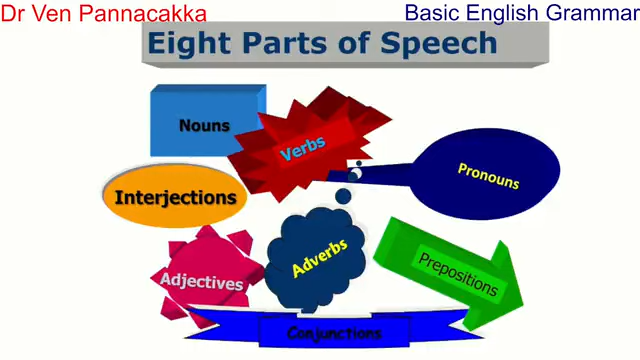 Dr Ven Pannacakka
Basic English Grammar
Eight Parts of Speech
Nouns
Verbs
Pronouns
Interjections
Adverbs
Prepositions
Adjectives
Conjunctions